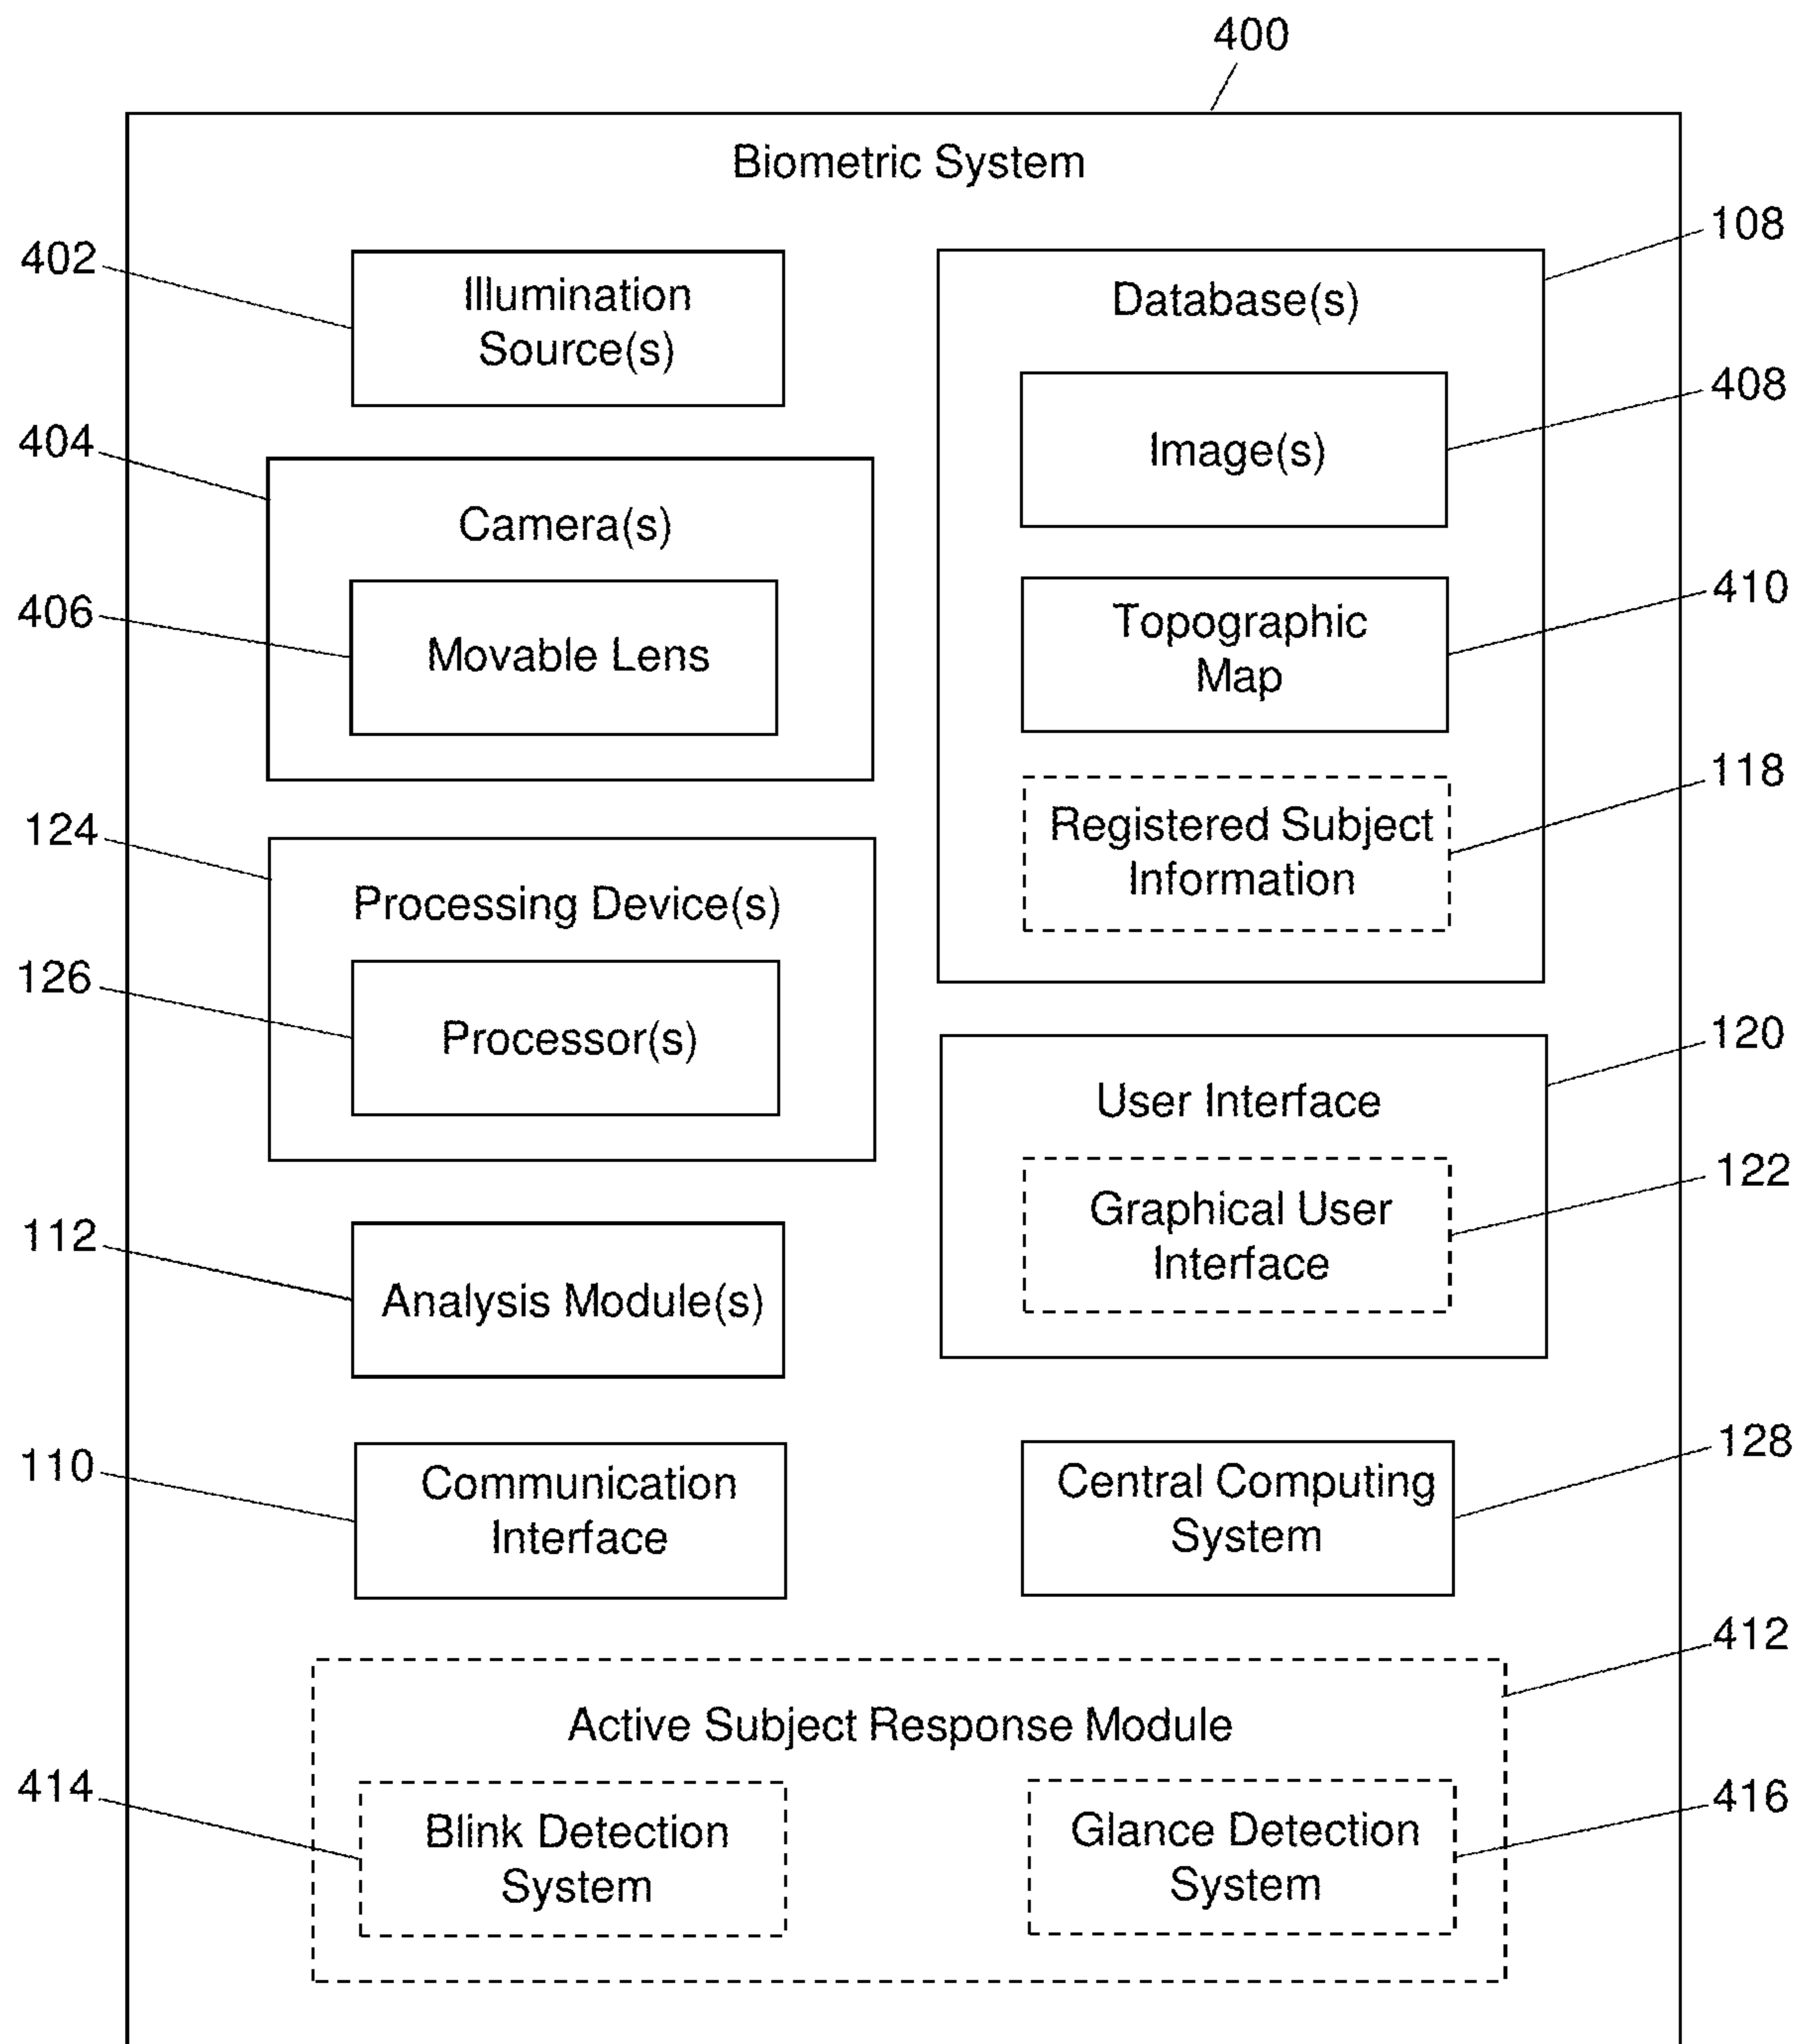 400
Biometric System
402
Illumination
Source(s)
404
Camera(s)
406
Movable Lens
124
Processing Device(s)
126
Processor(s)
112
Analysis Module(s)
110
Communication
Interface
108
Database(s)
408
Image(s)
410
Topographic
Map
118
Registered Subject
Information
120
User Interface
122
Graphical User
Interface
128
Central Computing
System
412
Active Subject Response Module
414
Blink Detection
System
416
Glance Detection
System